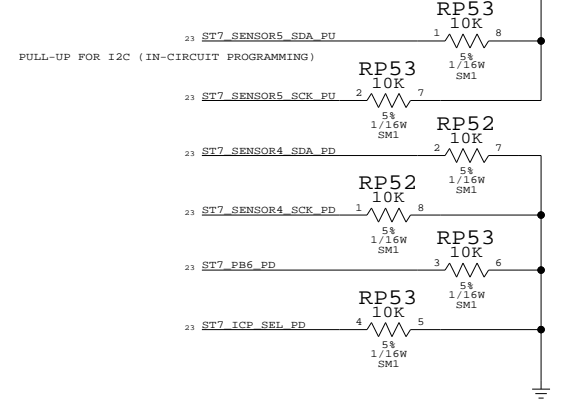 RP53
10K
23 ST7_SENSOR5_SDA_PU 1 8
5%
1/16W
SM1
PULL-UP FOR I2C (IN-CIRCUIT PROGRAMMING)
RP53
10K
23 ST7_SENSOR5_SCK_PU 2 7
5%
1/16W
SM1
RP52
10K
23 ST7_SENSOR4_SDA_PD 2 7
5%
1/16W
SM1
RP52
10K
23 ST7_SENSOR4_SCK_PD 1 8
5%
1/16W
SM1
RP53
10K
23 ST7_PB6_PD 3 6
5%
1/16W
SM1
RP53
10K
23 ST7_ICP_SEL_PD 4 5
5%
1/16W
SM1